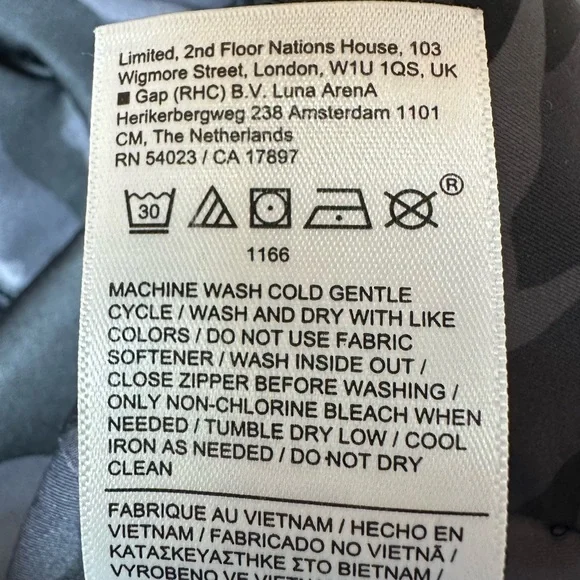 Limited, 2nd Floor Nations House, 103
Wigmore Street, London, W1U 1QS, UK
■ Gap (RHC) B.V. Luna ArenA
Herikerbergweg 238 Amsterdam 1101
CM, The Netherlands
RN 54023 / CA 17897
30 ®
1166
MACHINE WASH COLD GENTLE
CYCLE / WASH AND DRY WITH LIKE
COLORS / DO NOT USE FABRIC
SOFTENER / WASH INSIDE OUT /
CLOSE ZIPPER BEFORE WASHING /
ONLY NON-CHLORINE BLEACH WHEN
NEEDED / TUMBLE DRY LOW / COOL
IRON AS NEEDED / DO NOT DRY
CLEAN
FABRIQUE AU VIETNAM / HECHO EN
VIETNAM / FABRICADO NO VIETNÃ /
ΚΑΤΑΣΚΕΥΑΣΤΗΚΕ ΣΤΟ ΒΙΕΤΝΑΜ /
VYROBENO VE VIETNAMU /